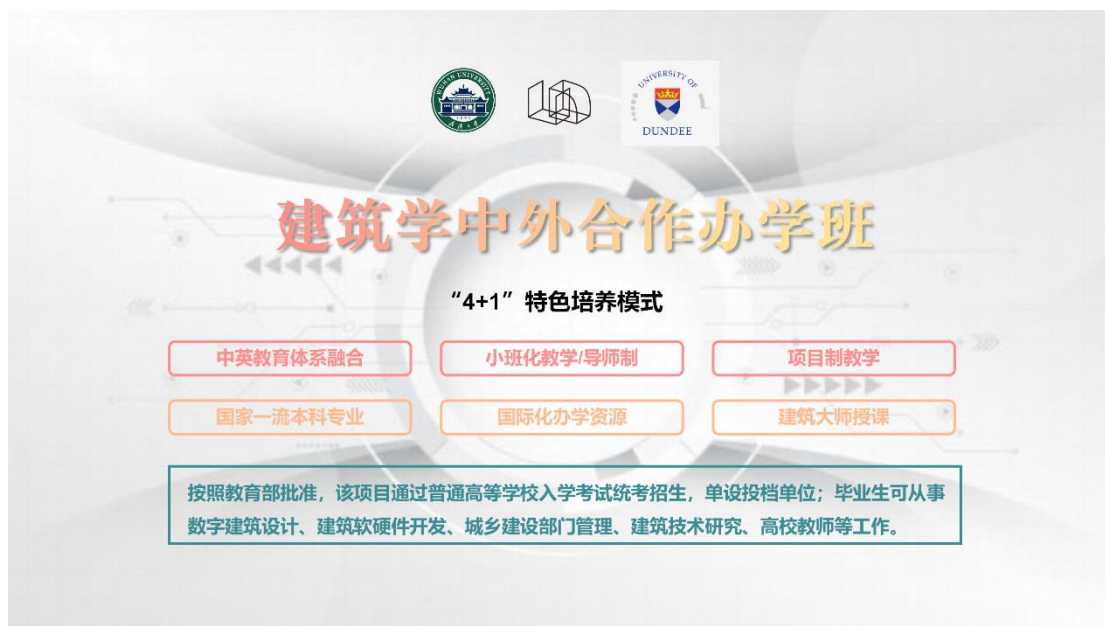 WUHAN UNIVERSITY
UNIVERSITY OF
DUNDEE
建筑学中外合作办学班
“4+1”特色培养模式
中英教育体系融合
小班化教学/导师制
项目制教学
国家一流本科专业
国际化办学资源
建筑大师授课
按照教育部批准，该项目通过普通高等学校入学考试统考招生，单设投档单位；毕业生可从事
数字建筑设计、建筑软硬件开发、城乡建设部门管理、建筑技术研究、高校教师等工作。